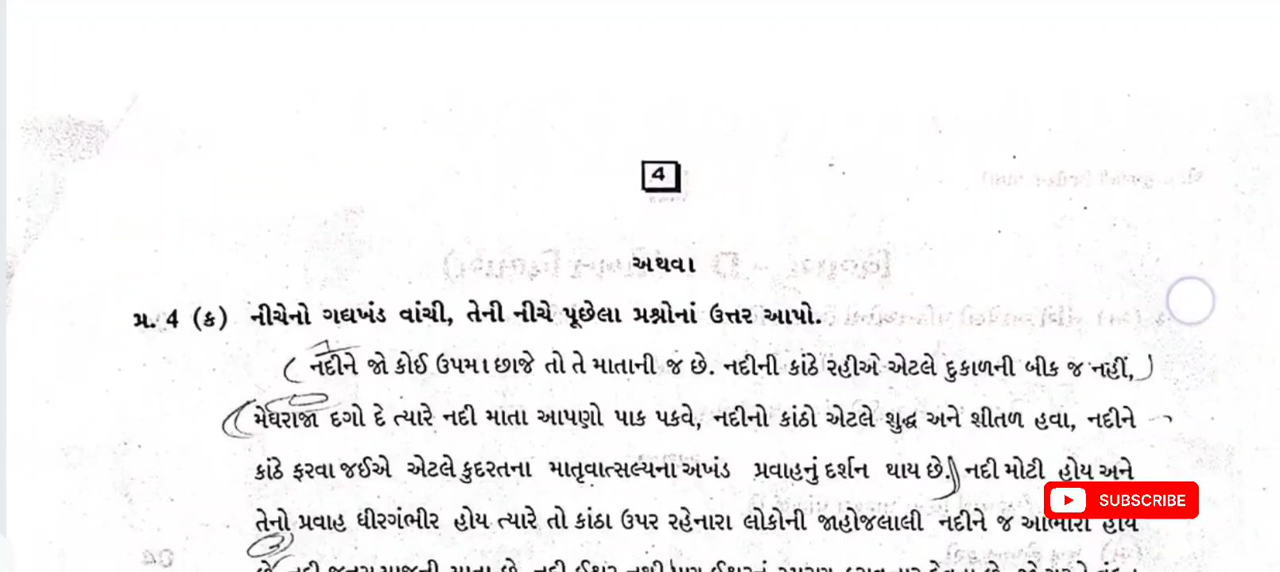 4
અથવા
પ્ર. 4 (ક) નીચેનો ગદ્યખંડ વાંચી, તેની નીચે પૂછેલા પ્રશ્નોનાં ઉત્તર આપો.
નદીને જો કોઈ ઉપમા છાજે તો તે માતાની જ છે. નદીની કાંઠે રહીએ એટલે દુકાળની બીક જ નહીં,
મેઘરાજા દગો દે ત્યારે નદી માતા આપણો પાક પકવે, નદીનો કાંઠો એટલે શુદ્ધ અને શીતળ હવા, નદીને
કાંઠે ફરવા જઈએ એટલે કુદરતના માતૃવાત્સલ્યના અખંડ પ્રવાહનું દર્શન થાય છે. નદી મોટી હોય અને
તેનો પ્રવાહ ધીરગંભીર હોય ત્યારે તો કાંઠા ઉપર રહેનારા લોકોની જાહોજલાલી નદીને જ આભારી હોય
SUBSCRIBE